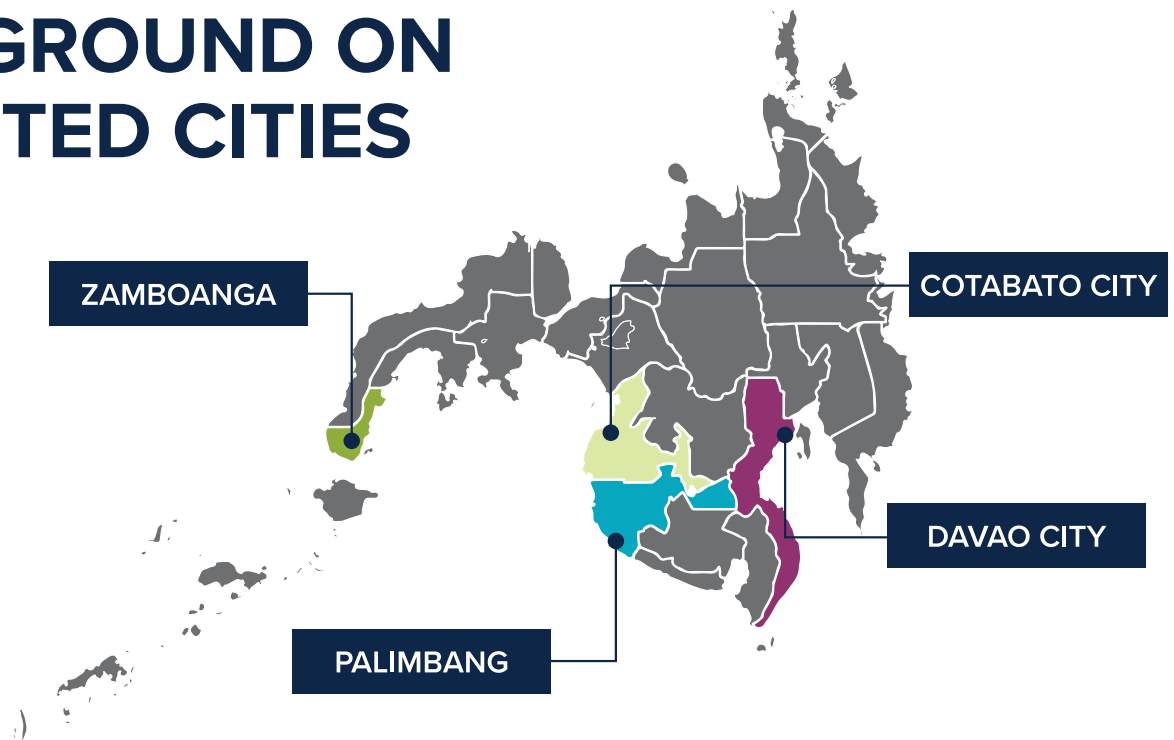 GROUND ON
TED CITIES
ZAMBOANGA
COTABATO CITY
DAVAO CITY
PALIMBANG